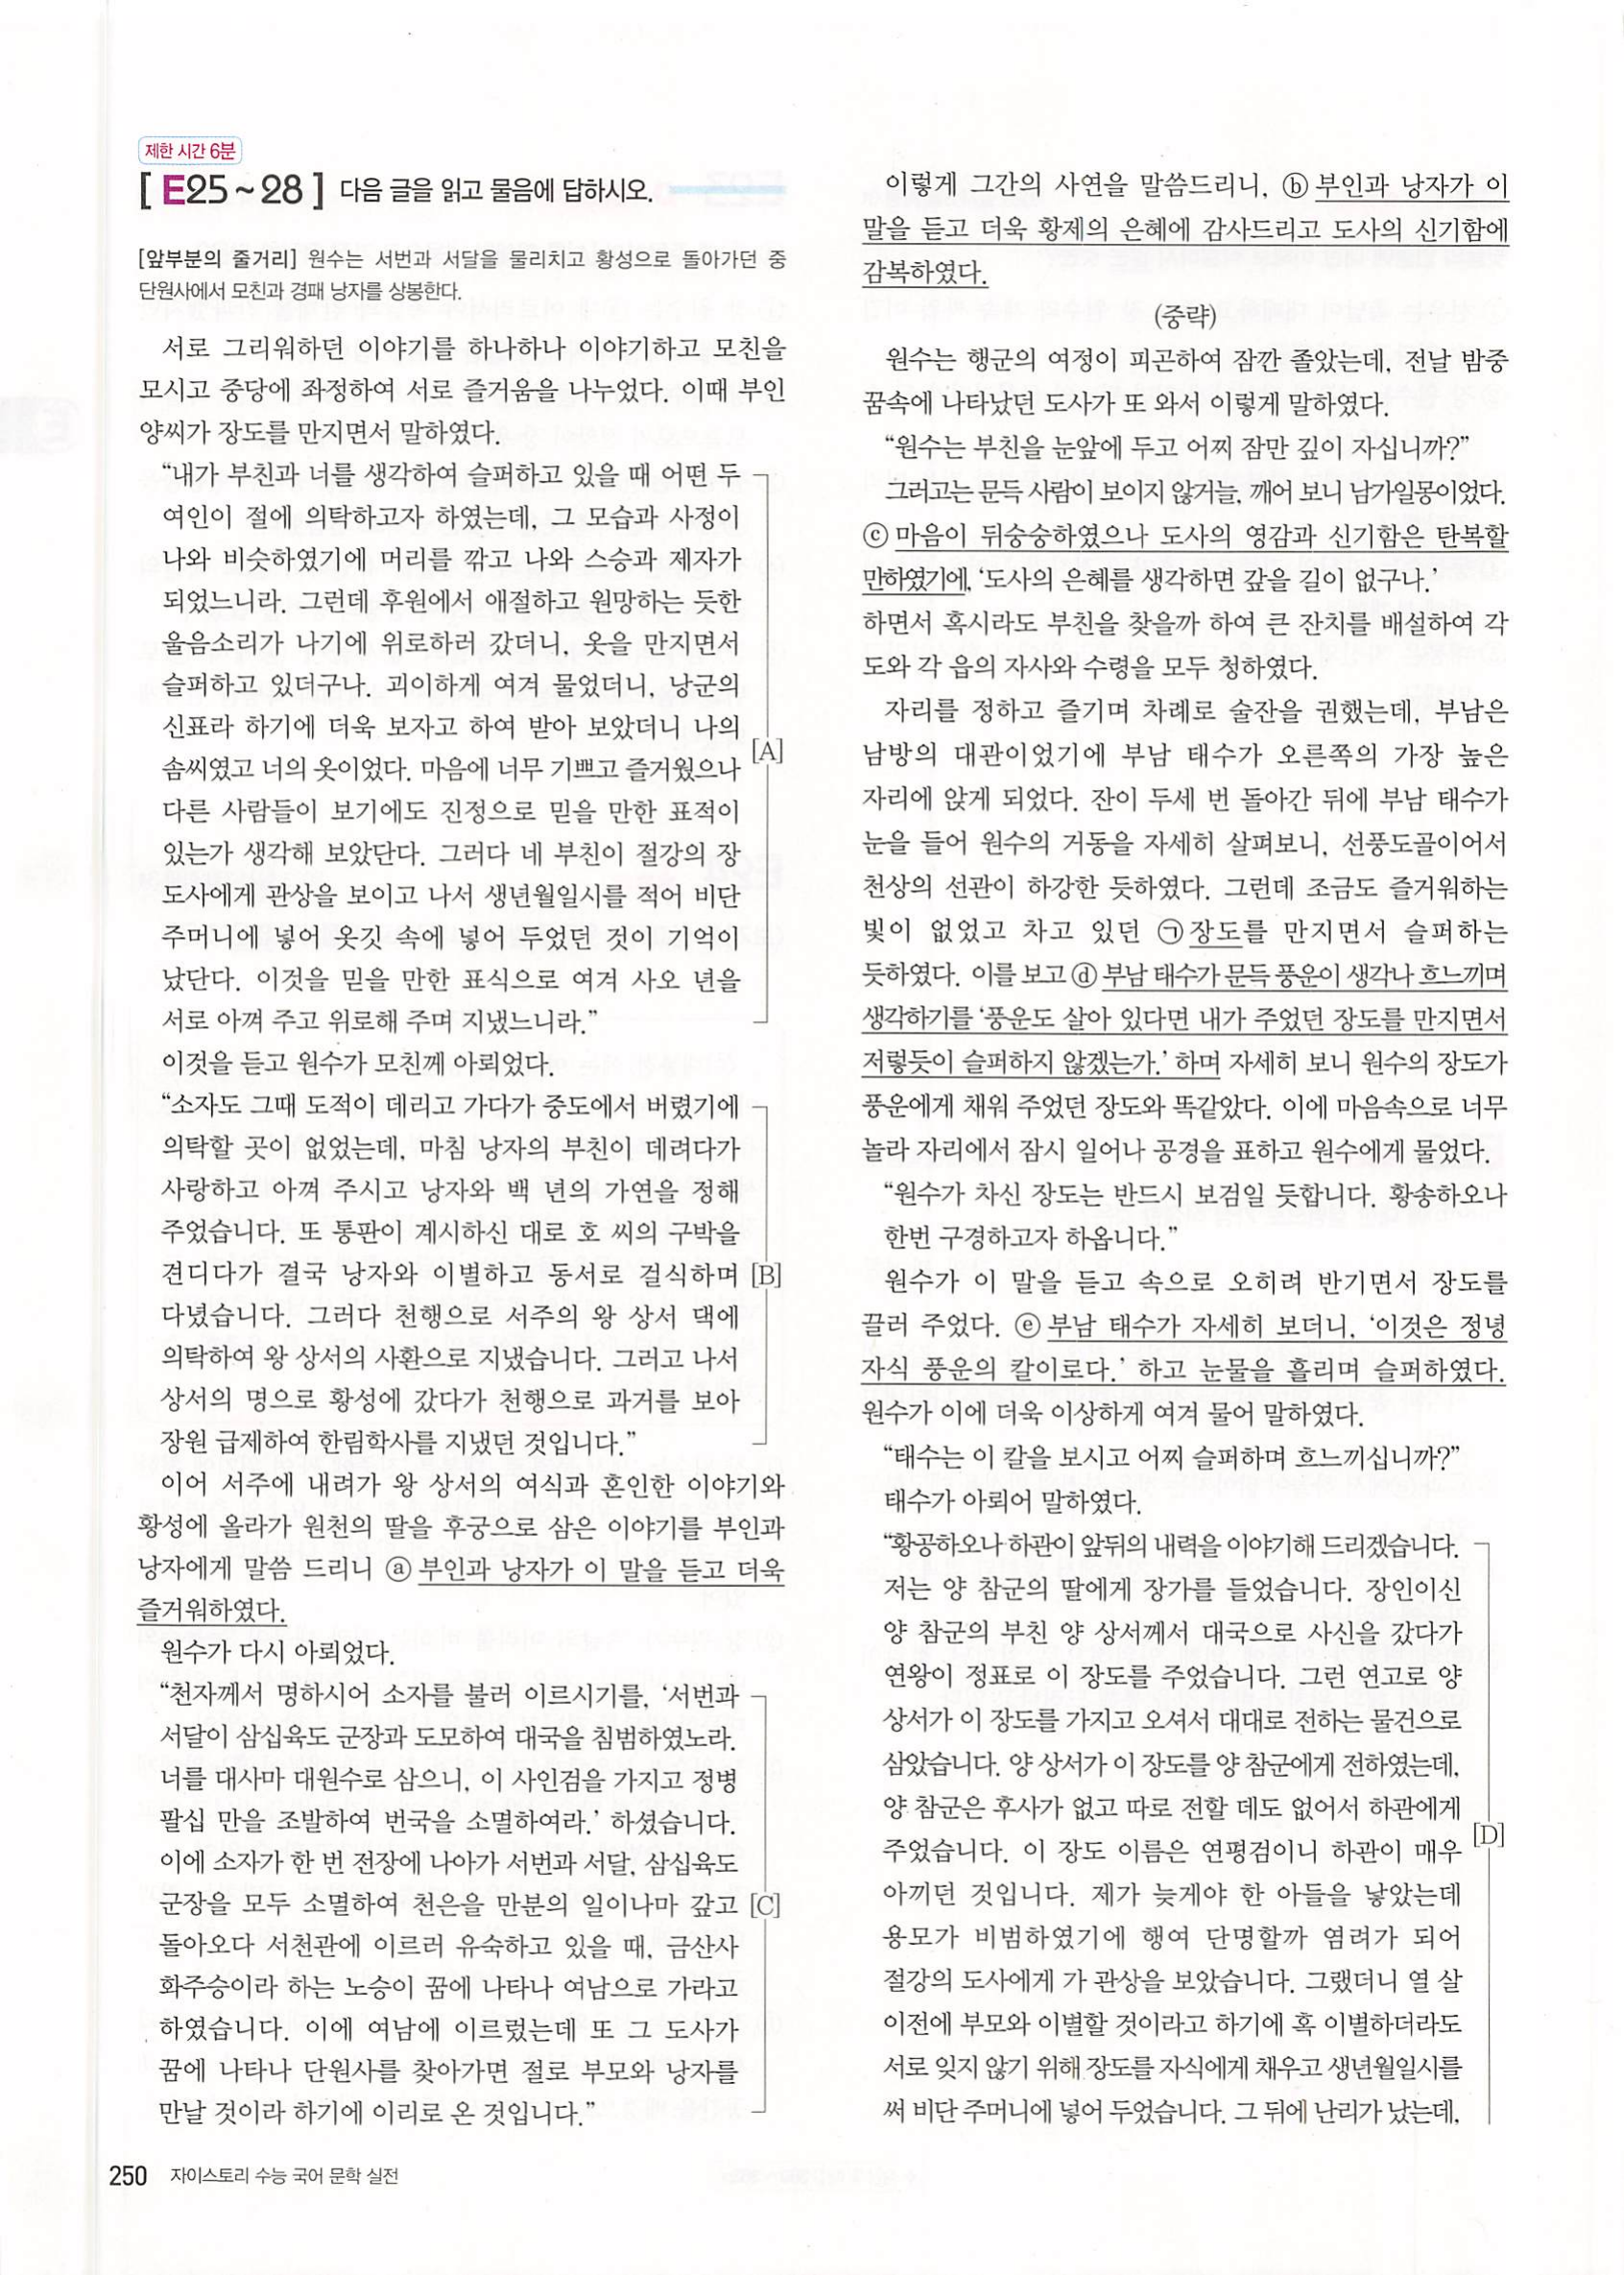 제한 시간 6분
[ E25 ~ 28 ] 다음 글을 읽고 물음에 답하시오.
[앞부분의 줄거리] 원수는 서번과 서달을 물리치고 황성으로 돌아가던 중
단원사에서 모친과 경패 낭자를 상봉한다.
서로 그리워하던 이야기를 하나하나 이야기하고 모친을
모시고 중당에 좌정하여 서로 즐거움을 나누었다. 이때 부인
양씨가 장도를 만지면서 말하였다.
“내가 부친과 너를 생각하여 슬퍼하고 있을 때 어떤 두
여인이 절에 의탁하고자 하였는데, 그 모습과 사정이
나와 비슷하였기에 머리를 깎고 나와 스승과 제자가
되었느니라. 그런데 후원에서 애절하고 원망하는 듯한
울음소리가 나기에 위로하러 갔더니, 옷을 만지면서
슬퍼하고 있더구나. 괴이하게 여겨 물었더니, 낭군의
신표라 하기에 더욱 보자고 하여 받아 보았더니 나의
솜씨였고 너의 옷이었다. 마음에 너무 기쁘고 즐거웠으나
다른 사람들이 보기에도 진정으로 믿을 만한 표적이
있는가 생각해 보았단다. 그러다 네 부친이 절강의 장
도사에게 관상을 보이고 나서 생년월일시를 적어 비단
주머니에 넣어 옷깃 속에 넣어 두었던 것이 기억이
났단다. 이것을 믿을 만한 표식으로 여겨 사오 년을
서로 아껴 주고 위로해 주며 지냈느니라.”
[A]
이것을 듣고 원수가 모친께 아뢰었다.
“소자도 그때 도적이 데리고 가다가 중도에서 버렸기에
의탁할 곳이 없었는데, 마침 낭자의 부친이 데려다가
사랑하고 아껴 주시고 낭자와 백 년의 가연을 정해
주었습니다. 또 통판이 계시하신 대로 호 씨의 구박을
견디다가 결국 낭자와 이별하고 동서로 걸식하며
다녔습니다. 그러다 천행으로 서주의 왕 상서 댁에
의탁하여 왕 상서의 사환으로 지냈습니다. 그러고 나서
상서의 명으로 황성에 갔다가 천행으로 과거를 보아
장원 급제하여 한림학사를 지냈던 것입니다.”
[B]
이어 서주에 내려가 왕 상서의 여식과 혼인한 이야기와
황성에 올라가 원천의 딸을 후궁으로 삼은 이야기를 부인과
낭자에게 말씀 드리니 ⓐ 부인과 낭자가 이 말을 듣고 더욱
즐거워하였다.
원수가 다시 아뢰었다.
“천자께서 명하시어 소자를 불러 이르시기를, ‘서번과
서달이 삼십육도 군장과 도모하여 대국을 침범하였노라.
너를 대사마 대원수로 삼으니, 이 사인검을 가지고 정병
팔십 만을 조발하여 번국을 소멸하여라.’ 하셨습니다.
이에 소자가 한 번 전장에 나아가 서번과 서달, 삼십육도
군장을 모두 소멸하여 천은을 만분의 일이나마 갚고
돌아오다 서천관에 이르러 유숙하고 있을 때, 금산사
화주승이라 하는 노승이 꿈에 나타나 여남으로 가라고
하였습니다. 이에 여남에 이르렀는데 또 그 도사가
꿈에 나타나 단원사를 찾아가면 절로 부모와 낭자를
만날 것이라 하기에 이리로 온 것입니다.”
[C]
250 자이스토리 수능 국어 문학 실전
이렇게 그간의 사연을 말씀드리니, ⓑ 부인과 낭자가 이
말을 듣고 더욱 황제의 은혜에 감사드리고 도사의 신기함에
감복하였다.
(중략)
원수는 행군의 여정이 피곤하여 잠깐 졸았는데, 전날 밤중
꿈속에 나타났던 도사가 또 와서 이렇게 말하였다.
“원수는 부친을 눈앞에 두고 어찌 잠만 깊이 자십니까?”
그러고는 문득 사람이 보이지 않거늘, 깨어 보니 남가일몽이었다.
ⓒ 마음이 뒤숭숭하였으나 도사의 영감과 신기함은 탄복할
만하였기에, ‘도사의 은혜를 생각하면 갚을 길이 없구나.’
하면서 혹시라도 부친을 찾을까 하여 큰 잔치를 배설하여 각
도와 각 읍의 자사와 수령을 모두 청하였다.
자리를 정하고 즐기며 차례로 술잔을 권했는데, 부남은
남방의 대관이었기에 부남 태수가 오른쪽의 가장 높은
자리에 앉게 되었다. 잔이 두세 번 돌아간 뒤에 부남 태수가
눈을 들어 원수의 거동을 자세히 살펴보니, 선풍도골이어서
천상의 선관이 하강한 듯하였다. 그런데 조금도 즐거워하는
빛이 없었고 차고 있던 ㉠장도를 만지면서 슬퍼하는
듯하였다. 이를 보고 ⓓ 부남 태수가 문득 풍운이 생각나 흐느끼며
생각하기를 ‘풍운도 살아 있다면 내가 주었던 장도를 만지면서
저렇듯이 슬퍼하지 않겠는가.’ 하며 자세히 보니 원수의 장도가
풍운에게 채워 주었던 장도와 똑같았다. 이에 마음속으로 너무
놀라 자리에서 잠시 일어나 공경을 표하고 원수에게 물었다.
“원수가 차신 장도는 반드시 보검일 듯합니다. 황송하오나
한번 구경하고자 하옵니다.”
원수가 이 말을 듣고 속으로 오히려 반기면서 장도를
끌러 주었다. ⓔ 부남 태수가 자세히 보더니, ‘이것은 정녕
자식 풍운의 칼이로다.’ 하고 눈물을 흘리며 슬퍼하였다.
원수가 이에 더욱 이상하게 여겨 물어 말하였다.
“태수는 이 칼을 보시고 어찌 슬퍼하며 흐느끼십니까?”
태수가 아뢰어 말하였다.
“황공하오나 하관이 앞뒤의 내력을 이야기해 드리겠습니다.
저는 양 참군의 딸에게 장가를 들었습니다. 장인이신
양 참군의 부친 양 상서께서 대국으로 사신을 갔다가
연왕이 정표로 이 장도를 주었습니다. 그런 연고로 양
상서가 이 장도를 가지고 오셔서 대대로 전하는 물건으로
삼았습니다. 양 상서가 이 장도를 양 참군에게 전하였는데,
양 참군은 후사가 없고 따로 전할 데도 없어서 하관에게
주었습니다. 이 장도 이름은 연평검이니 하관이 매우
아끼던 것입니다. 제가 늦게야 한 아들을 낳았는데
용모가 비범하였기에 행여 단명할까 염려가 되어
절강의 도사에게 가 관상을 보았습니다. 그랬더니 열 살
이전에 부모와 이별할 것이라고 하기에 혹 이별하더라도
서로 잊지 않기 위해 장도를 자식에게 채우고 생년월일시를
써 비단 주머니에 넣어 두었습니다. 그 뒤에 난리가 났는데,
[D]